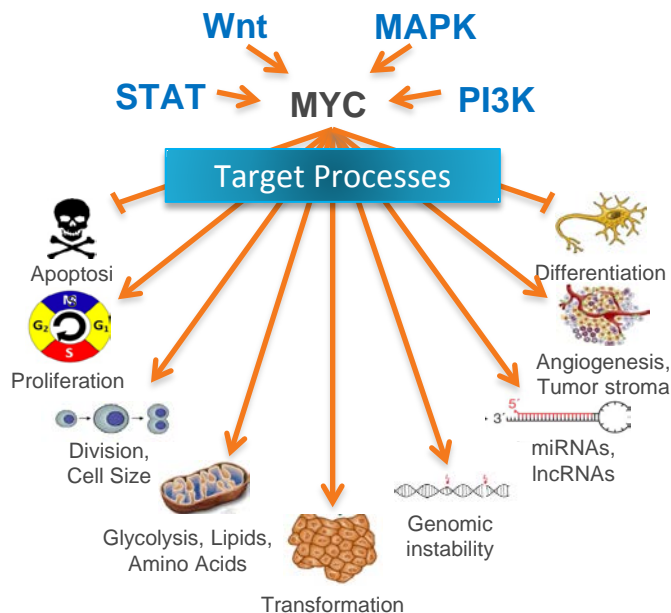 Wnt
MAPK
STAT
MYC
PI3K
Target Processes
Apoptosi
Differentiation
G₂
G₁
S
Proliferation
Angiogenesis,
Tumor stroma
5´
3´
Division,
Cell Size
miRNAs,
lncRNAs
Glycolysis, Lipids,
Amino Acids
Genomic
instability
Transformation